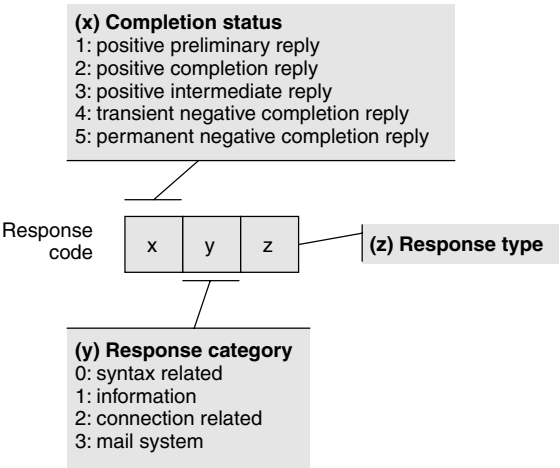 (x) Completion status
1: positive preliminary reply
2: positive completion reply
3: positive intermediate reply
4: transient negative completion reply
5: permanent negative completion reply
Response
code
x y z
(z) Response type
(y) Response category
0: syntax related
1: information
2: connection related
3: mail system